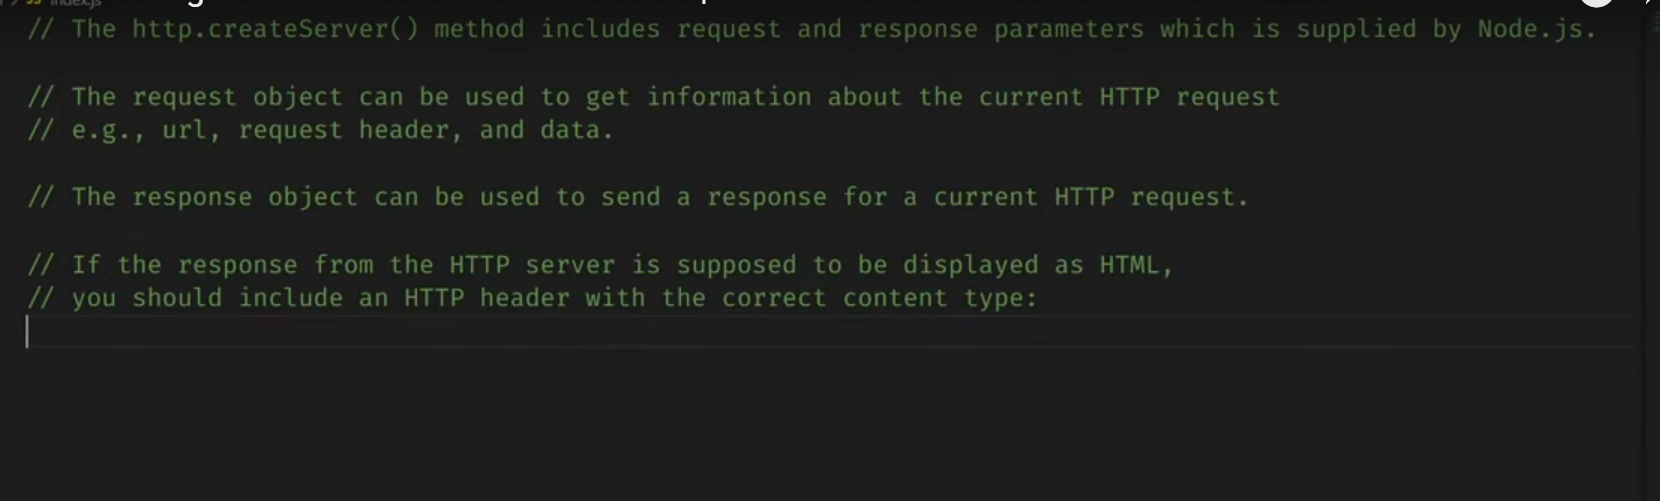 // The http.createServer() method includes request and response parameters which is supplied by Node.js.
// The request object can be used to get information about the current HTTP request
// e.g., url, request header, and data.
// The response object can be used to send a response for a current HTTP request.
// If the response from the HTTP server is supposed to be displayed as HTML,
// you should include an HTTP header with the correct content type: